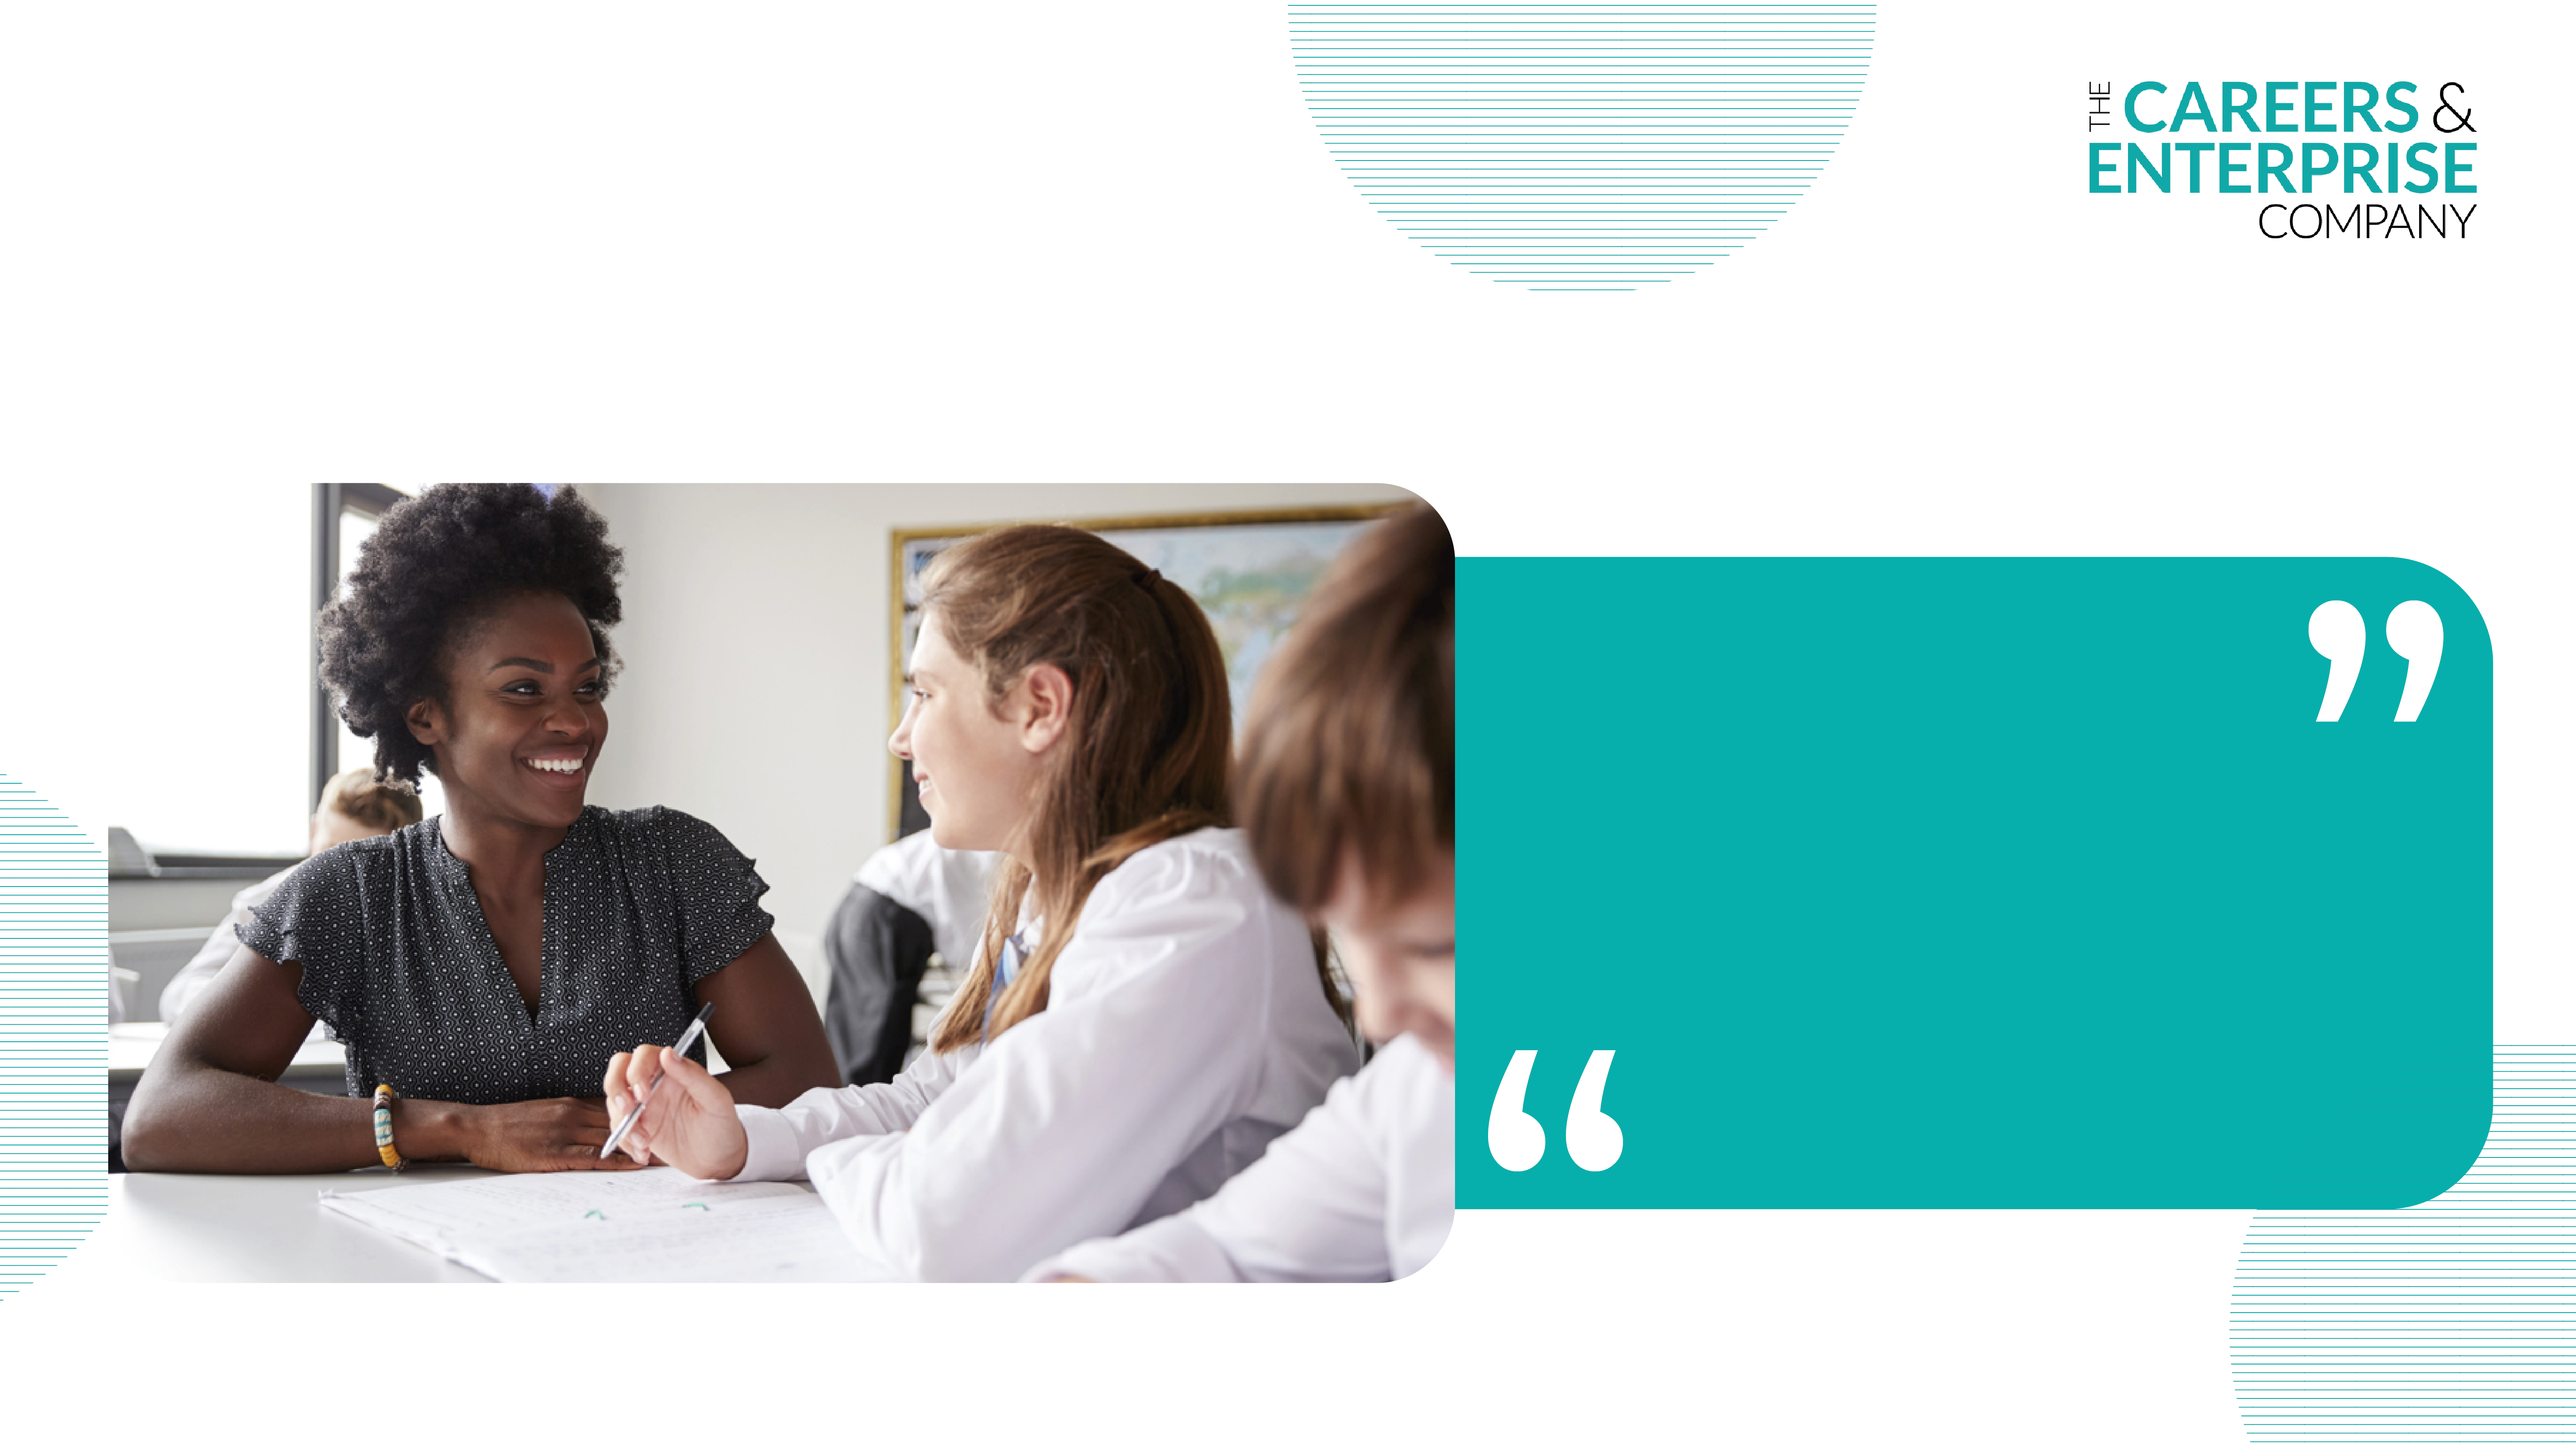 THE CAREERS &
ENTERPRISE
COMPANY
”
“